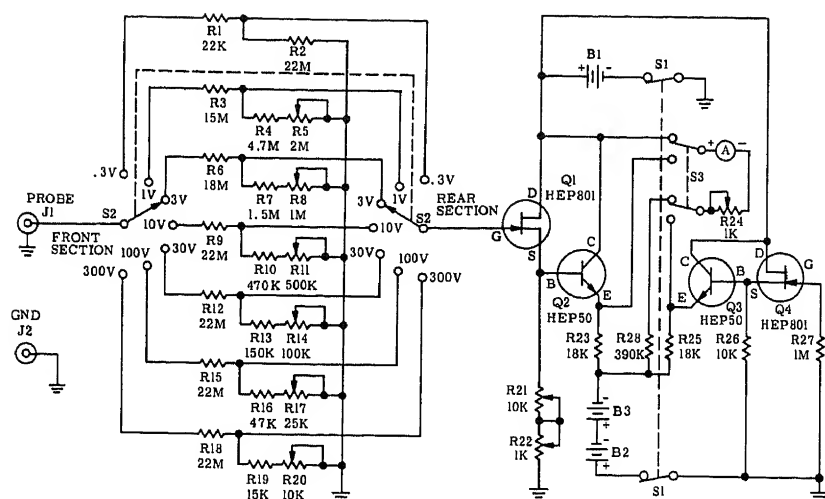 R1
22K
R2
22M
R3
15M
R4
4.7M
R5
2M
R6
18M
R7
1.5M
R8
1M
.3V
1V
3V
PROBE
J1
S2
FRONT
SECTION
10V
30V
100V
300V
R9
22M
R10
470K
R11
500K
R12
22M
R13
150K
R14
100K
R15
22M
R16
47K
R17
25K
R18
22M
R19
15K
R20
10K
GND
J2
.3V
1V
3V
REAR
SECTION
S2
10V
30V
100V
300V
B1
+ -
S1
D
Q1
HEP801
G
S
C
B
Q2
HEP50
E
+ A -
S3
R24
1K
C
B
E
Q3
HEP50
D
G
S
Q4
HEP801
R23
18K
R28
390K
R25
18K
R26
10K
R27
1M
R21
10K
R22
1K
-
B3
+
-
B2
+
S1